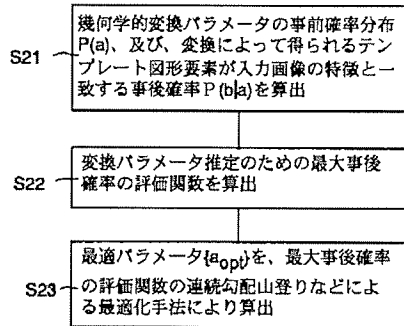 S21
幾何学的変換パラメータの事前確率分布
P(a)、及び、変換によって得られるテン
プレート図形要素が入力画像の特徴と一
致する事後確率P(b|a)を算出
S22
変換パラメータ推定のための最大事後
確率の評価関数を算出
S23
最適パラメータ{a_opt}を、最大事後確率
の評価関数の連続勾配山登りなどによ
る最適化手法により算出